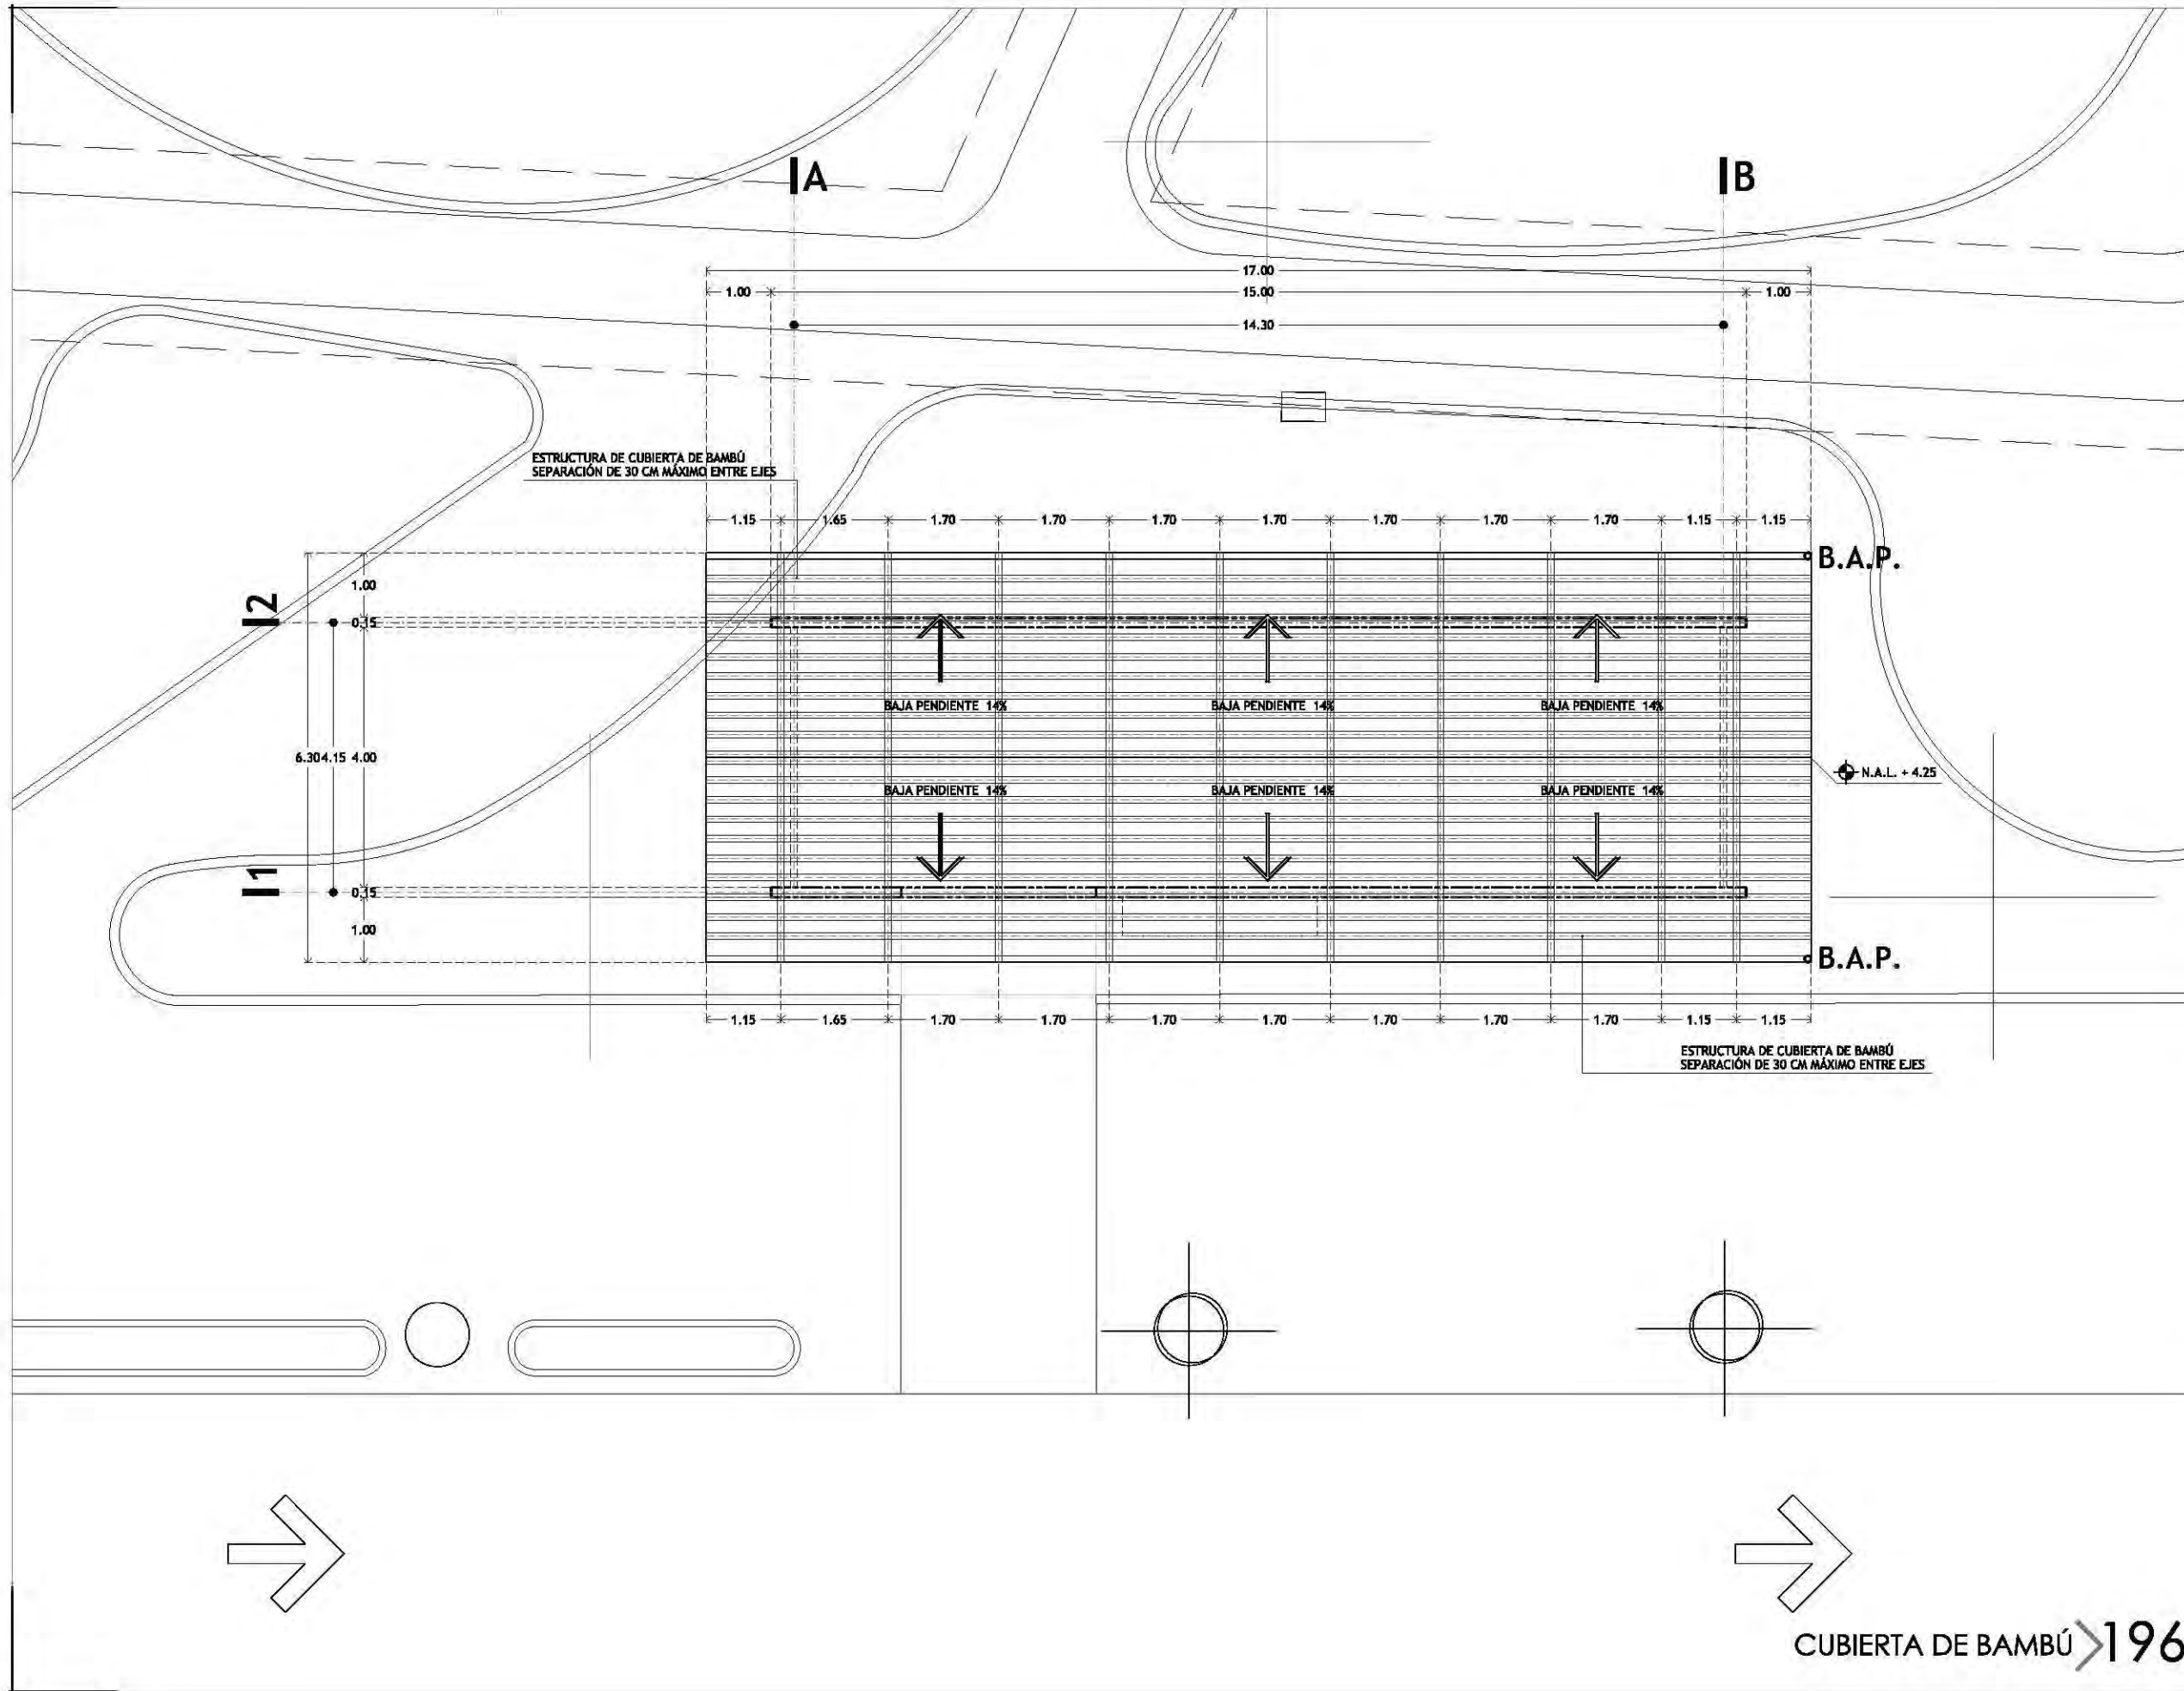 A
B
17.00
1.00
15.00
1.00
14.30
ESTRUCTURA DE CUBIERTA DE BAMBÚ
SEPARACIÓN DE 30 CM MÁXIMO ENTRE EJES
1.15
1.65
1.70
1.70
1.70
1.70
1.70
1.70
1.70
1.15
1.15
B.A.P.
1.00
2
0.15
BAJA PENDIENTE 14%
BAJA PENDIENTE 14%
BAJA PENDIENTE 14%
6.30
4.15
4.00
N.A.L. + 4.25
BAJA PENDIENTE 14%
BAJA PENDIENTE 14%
BAJA PENDIENTE 14%
1
0.15
1.00
B.A.P.
1.15
1.65
1.70
1.70
1.70
1.70
1.70
1.70
1.70
1.15
1.15
ESTRUCTURA DE CUBIERTA DE BAMBÚ
SEPARACIÓN DE 30 CM MÁXIMO ENTRE EJES
CUBIERTA DE BAMBÚ
196